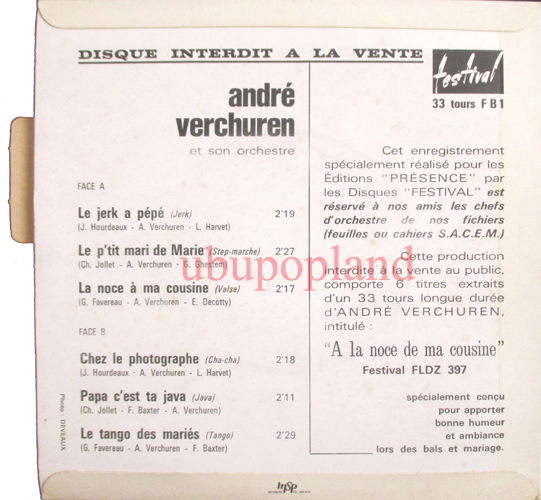 DISQUE INTERDIT A LA VENTE
festival
33 tours F B 1
andré
verchuren
et son orchestre
FACE A
Le jerk a pépé (Jerk) 2'19
(J. Hourdeaux - A. Verchuren - L. Harvet)
Le p'tit mari de Marie (Step-marche) 2'27
(Ch. Jollet - A. Verchuren - G. Ghestem)
La noce à ma cousine (Valse) 2'17
(G. Favereau - A. Verchuren - E. Decotty)
FACE B
Chez le photographe (Cha-cha) 2'18
(J. Hourdeaux - A. Verchuren - L. Harvet)
Papa c'est ta java (Java) 2'11
(Ch. Jollet - F. Baxter - A. Verchuren)
Le tango des mariés (Tango) 2'29
(G. Favereau - A. Verchuren - F. Baxter)
Cet enregistrement
spécialement réalisé pour les
Éditions "PRÉSENCE" par
les Disques "FESTIVAL" est
réservé à nos amis les chefs
d'orchestre de nos fichiers
(feuilles ou cahiers S.A.C.E.M.)
Cette production
interdite à la vente au public,
comporte 6 titres extraits
d'un 33 tours longue durée
d'ANDRÉ VERCHUREN,
intitulé :
"A la noce de ma cousine"
Festival FLDZ 397
spécialement conçu
pour apporter
bonne humeur
et ambiance
lors des bals et mariage.
Photo : DEVEAUX
ubupopland